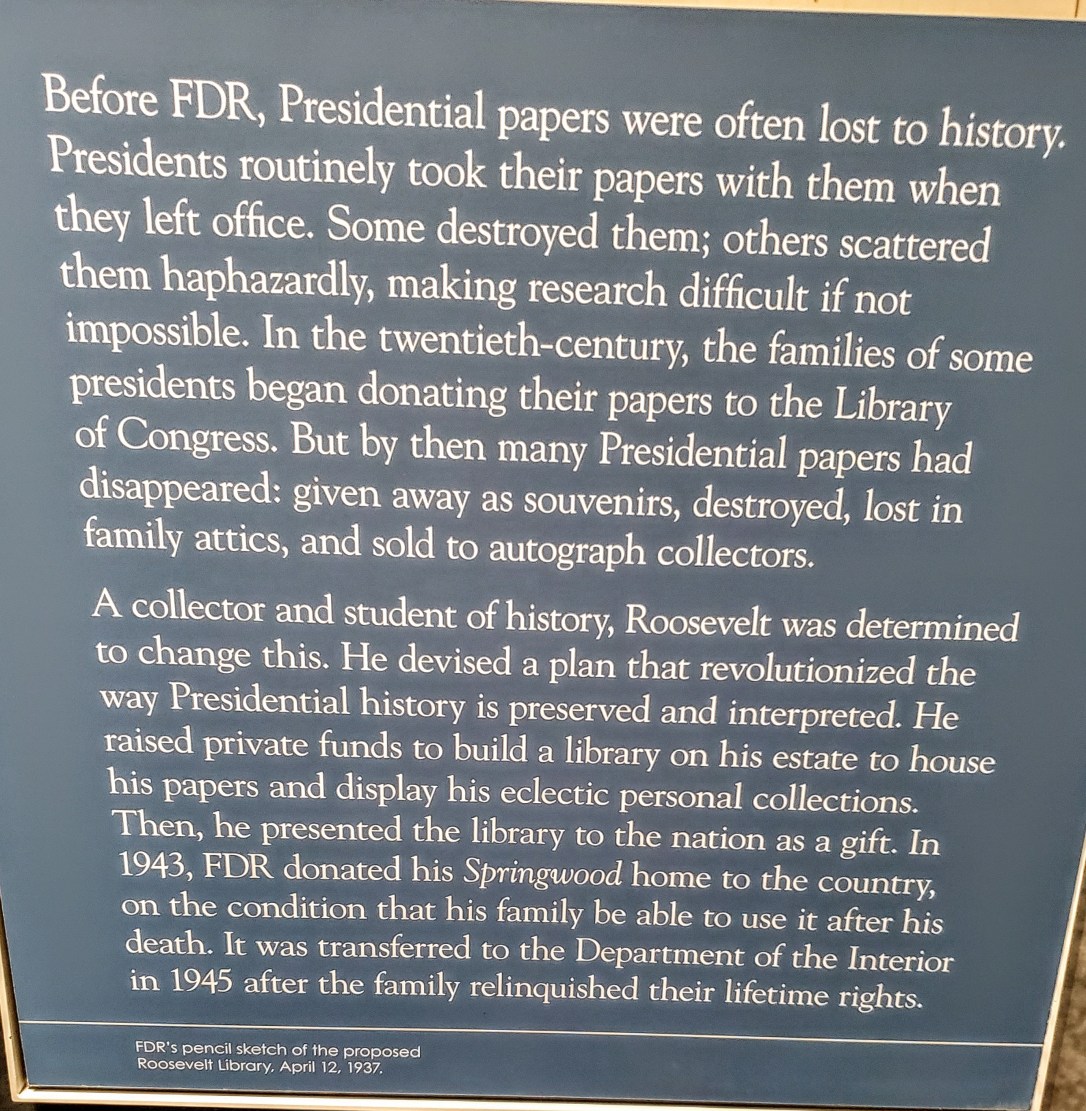 Before FDR, Presidential papers were often lost to history.
Presidents routinely took their papers with them when
they left office. Some destroyed them; others scattered
them haphazardly, making research difficult if not
impossible. In the twentieth-century, the families of some
presidents began donating their papers to the Library
of Congress. But by then many Presidential papers had
disappeared: given away as souvenirs, destroyed, lost in
family attics, and sold to autograph collectors.
A collector and student of history, Roosevelt was determined
to change this. He devised a plan that revolutionized the
way Presidential history is preserved and interpreted. He
raised private funds to build a library on his estate to house
his papers and display his eclectic personal collections.
Then, he presented the library to the nation as a gift. In
1943, FDR donated his Springwood home to the country,
on the condition that his family be able to use it after his
death. It was transferred to the Department of the Interior
in 1945 after the family relinquished their lifetime rights.
FDR's pencil sketch of the proposed
Roosevelt Library, April 12, 1937.